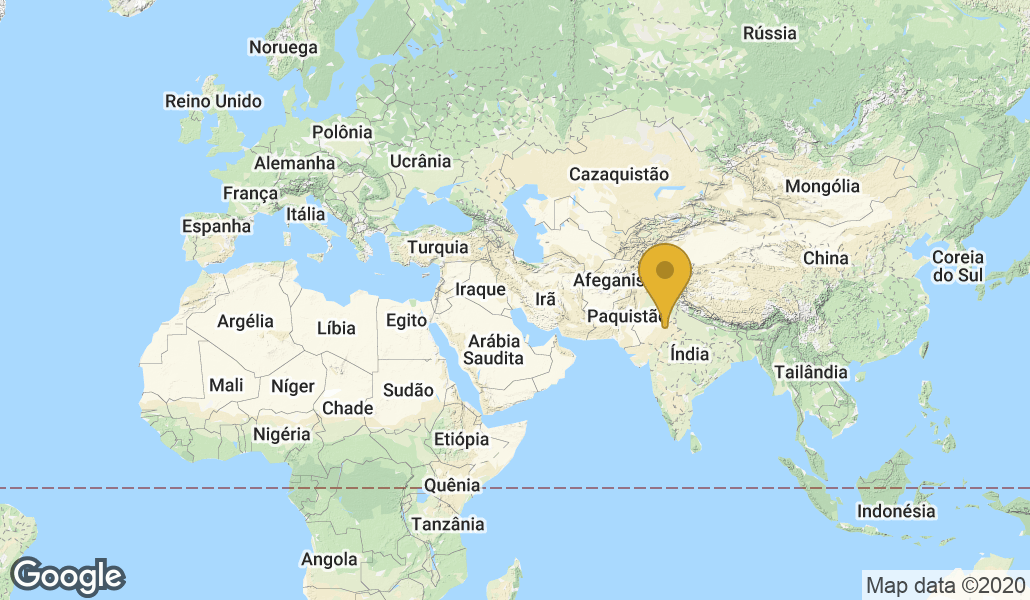 Noruega
Rússia
Reino Unido
Polônia
Alemanha
Ucrânia
França
Cazaquistão
Mongólia
Itália
Espanha
Turquia
China
Coreia
do Sul
Iraque
Irã
Afeganis
Argélia
Líbia
Egito
Paquistão
Arábia
Saudita
Índia
Mali
Níger
Sudão
Tailândia
Chade
Nigéria
Etiópia
Quênia
Indonésia
Tanzânia
Angola
Google
Map data ©2020